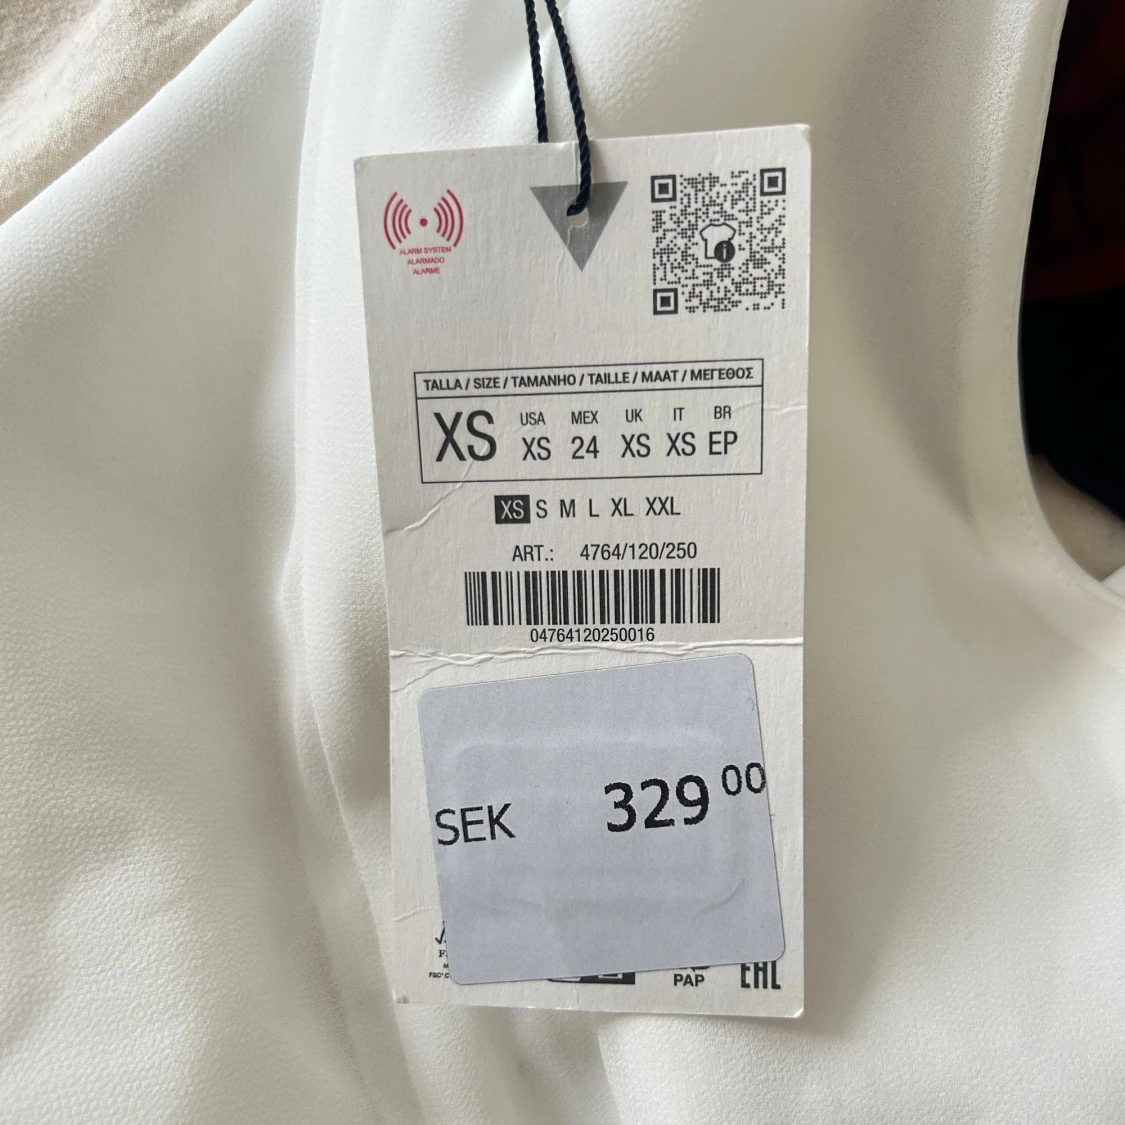 ALARM SYSTEM
ALARMADO
ALARME
TALLA / SIZE / TAMANHO / TAILLE / MAAT / ΜΕΓΕΘΟΣ
XS
USA MEX UK IT BR
XS 24 XS XS EP
XS S M L XL XXL
ART.: 4764/120/250
04764120250016
SEK 329 00
PAP
EAC